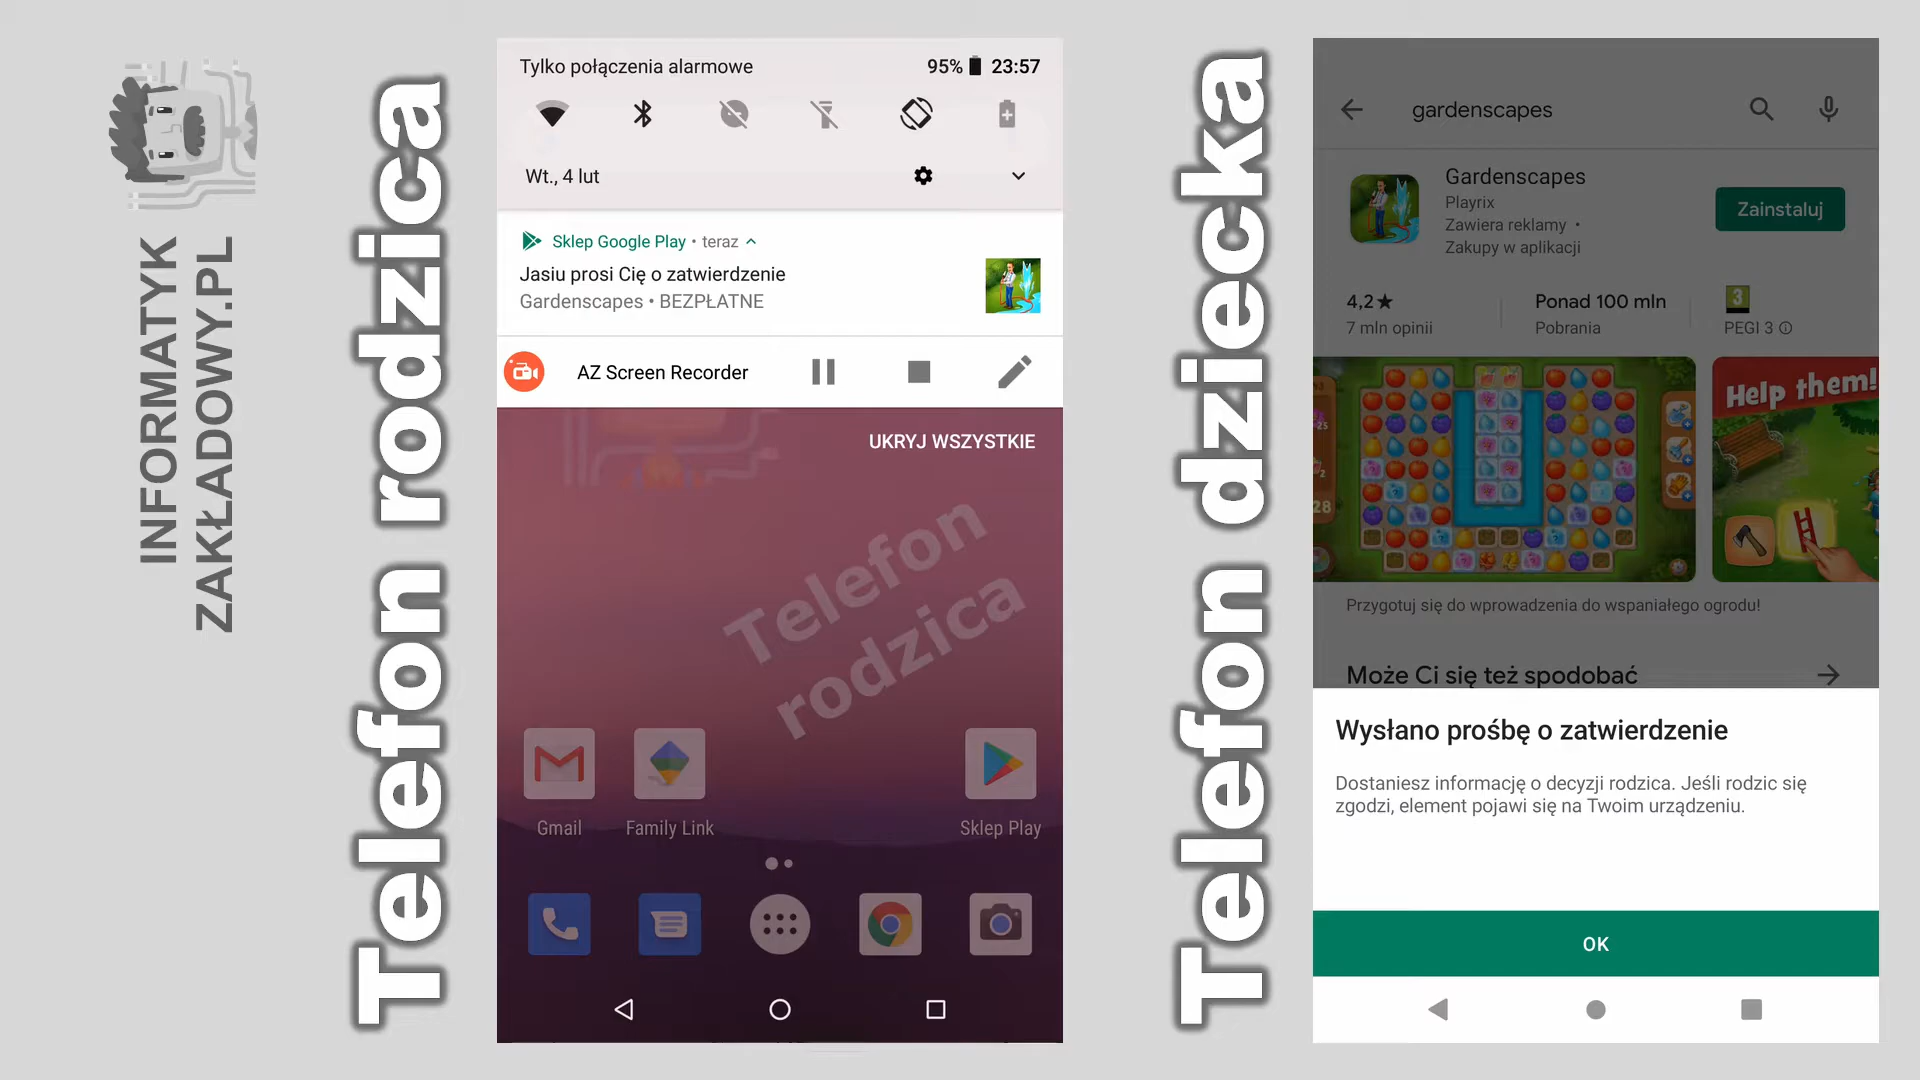 INFORMATYK
ZAKŁADOWY.PL
Telefon rodzica
Tylko połączenia alarmowe
95% 23:57
Wt., 4 lut
Sklep Google Play • teraz
Jasiu prosi Cię o zatwierdzenie
Gardenscapes • BEZPŁATNE
AZ Screen Recorder
UKRYJ WSZYSTKIE
Telefon
rodzica
Gmail
Family Link
Sklep Play
Telefon dziecka
gardenscapes
Gardenscapes
Playrix
Zawiera reklamy •
Zakupy w aplikacji
Zainstaluj
4,2★
7 mln opinii
Ponad 100 mln
Pobrania
3
PEGI 3
25
28
Help them!
Przygotuj się do wprowadzenia do wspaniałego ogrodu!
Może Ci się też spodobać
Wysłano prośbę o zatwierdzenie
Dostaniesz informację o decyzji rodzica. Jeśli rodzic się
zgodzi, element pojawi się na Twoim urządzeniu.
OK